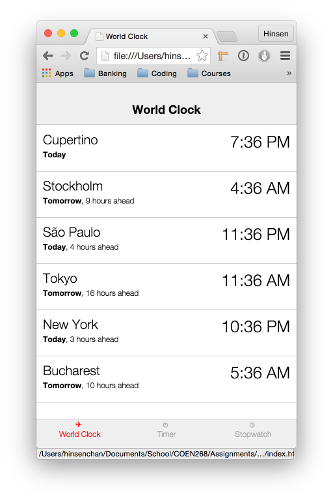 World Clock
Hinsen
file:///Users/hins...
Apps
Banking
Coding
Courses
»
World Clock
Cupertino
7:36 PM
Today
Stockholm
4:36 AM
Tomorrow, 9 hours ahead
São Paulo
11:36 PM
Today, 4 hours ahead
Tokyo
11:36 AM
Tomorrow, 16 hours ahead
New York
10:36 PM
Today, 3 hours ahead
Bucharest
5:36 AM
Tomorrow, 10 hours ahead
World Clock
Timer
Stopwatch
/Users/hinsenchan/Documents/School/COEN268/Assignments/.../index.ht